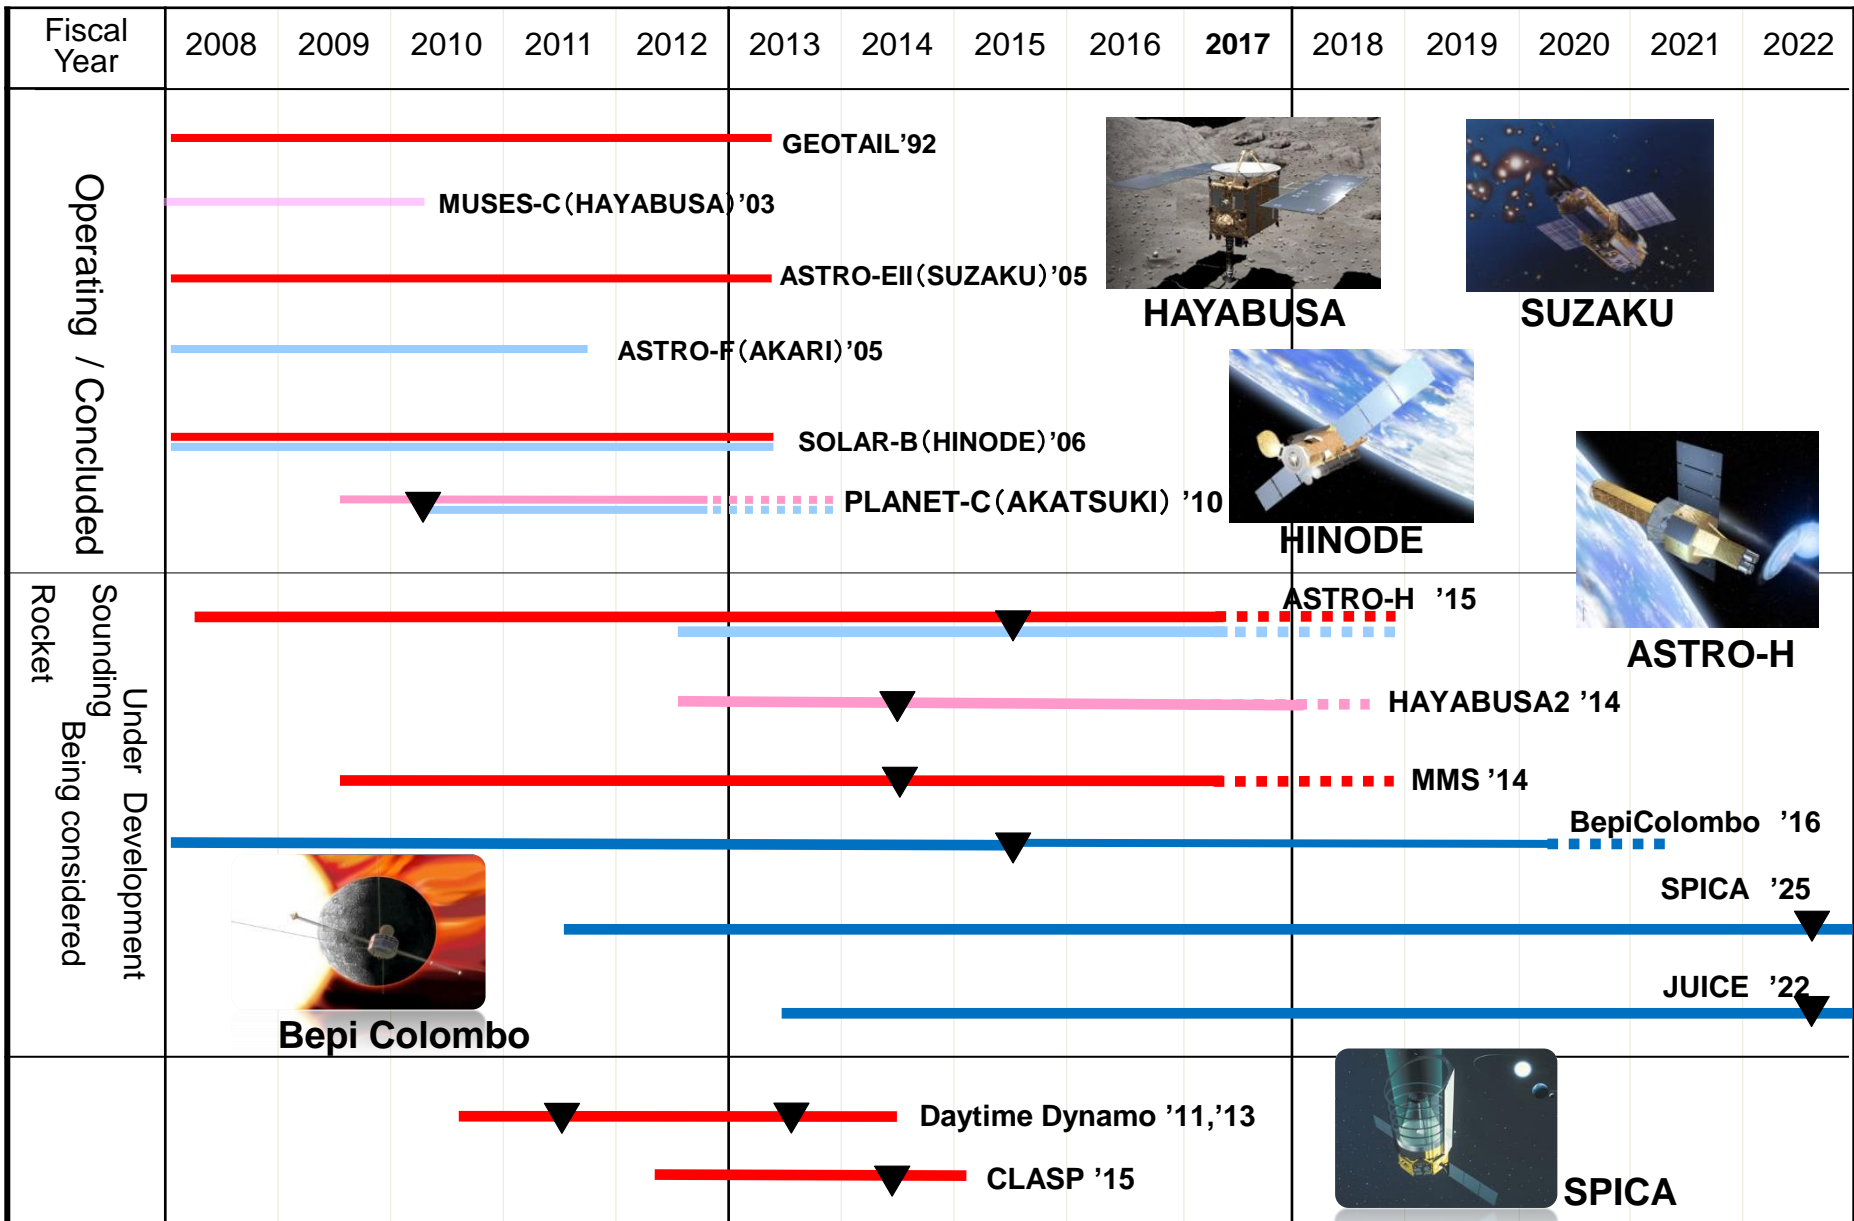 Fiscal
Year
2008 2009 2010 2011 2012 2013 2014 2015 2016 2017 2018 2019 2020 2021 2022
Operating / Concluded
GEOTAIL’92
MUSES-C(HAYABUSA)’03
ASTRO-EII(SUZAKU)’05
ASTRO-F(AKARI)’05
SOLAR-B(HINODE)’06
PLANET-C(AKATSUKI) ’10
HAYABUSA
SUZAKU
HINODE
ASTRO-H
Under Development
Being considered
Sounding
Rocket
ASTRO-H ’15
HAYABUSA2 ’14
MMS ’14
BepiColombo ’16
SPICA ’25
JUICE ’22
Bepi Colombo
Daytime Dynamo ’11,’13
CLASP ’15
SPICA